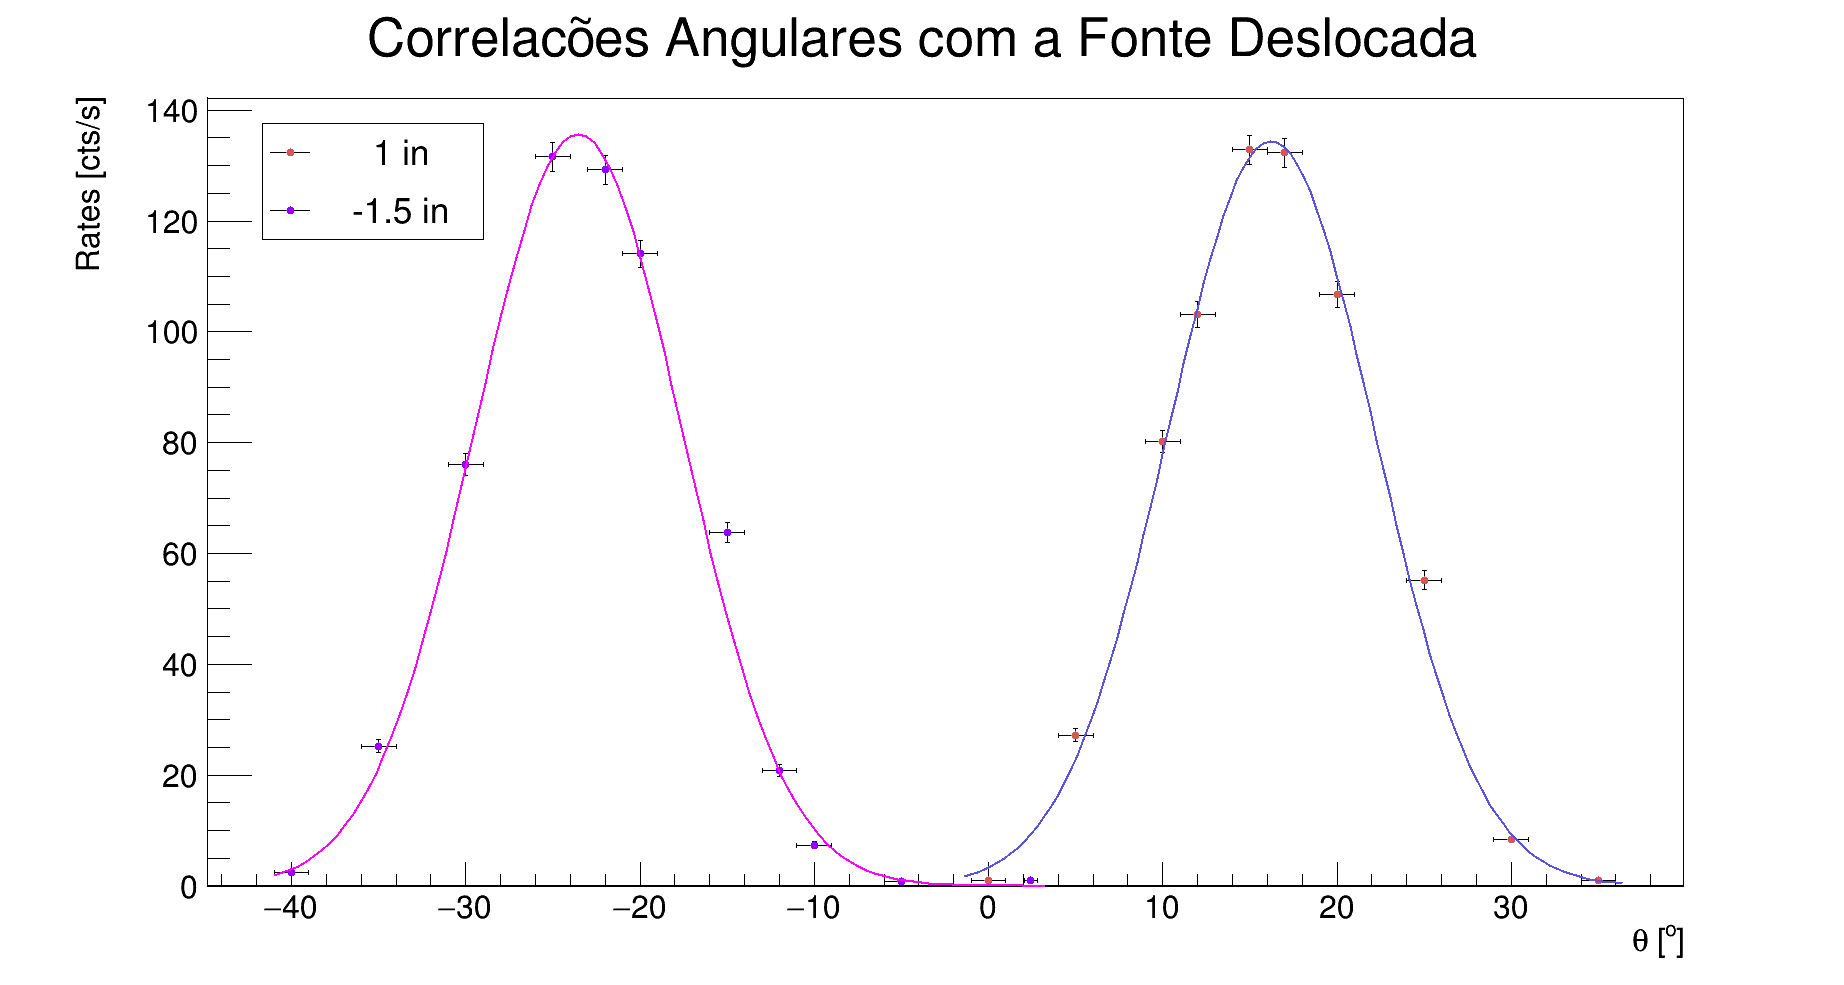 Correlacões Angulares com a Fonte Deslocada
Rates [cts/s]
140
120
100
80
60
40
20
0
1 in
-1.5 in
−40 −30 −20 −10 0 10 20 30
θ [º]